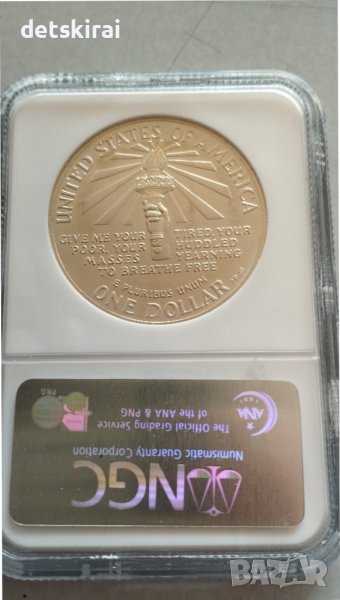 detskirai
UNITED STATES OF AMERICA
GIVE ME YOUR TIRED, YOUR
POOR, YOUR HUDDLED
MASSES YEARNING
TO BREATHE FREE
E PLURIBUS UNUM
ONE DOLLAR
PNG
ANA
The Official Grading Service
of the ANA & PNG
Numismatic Guaranty Corporation
NGC
BAZAR